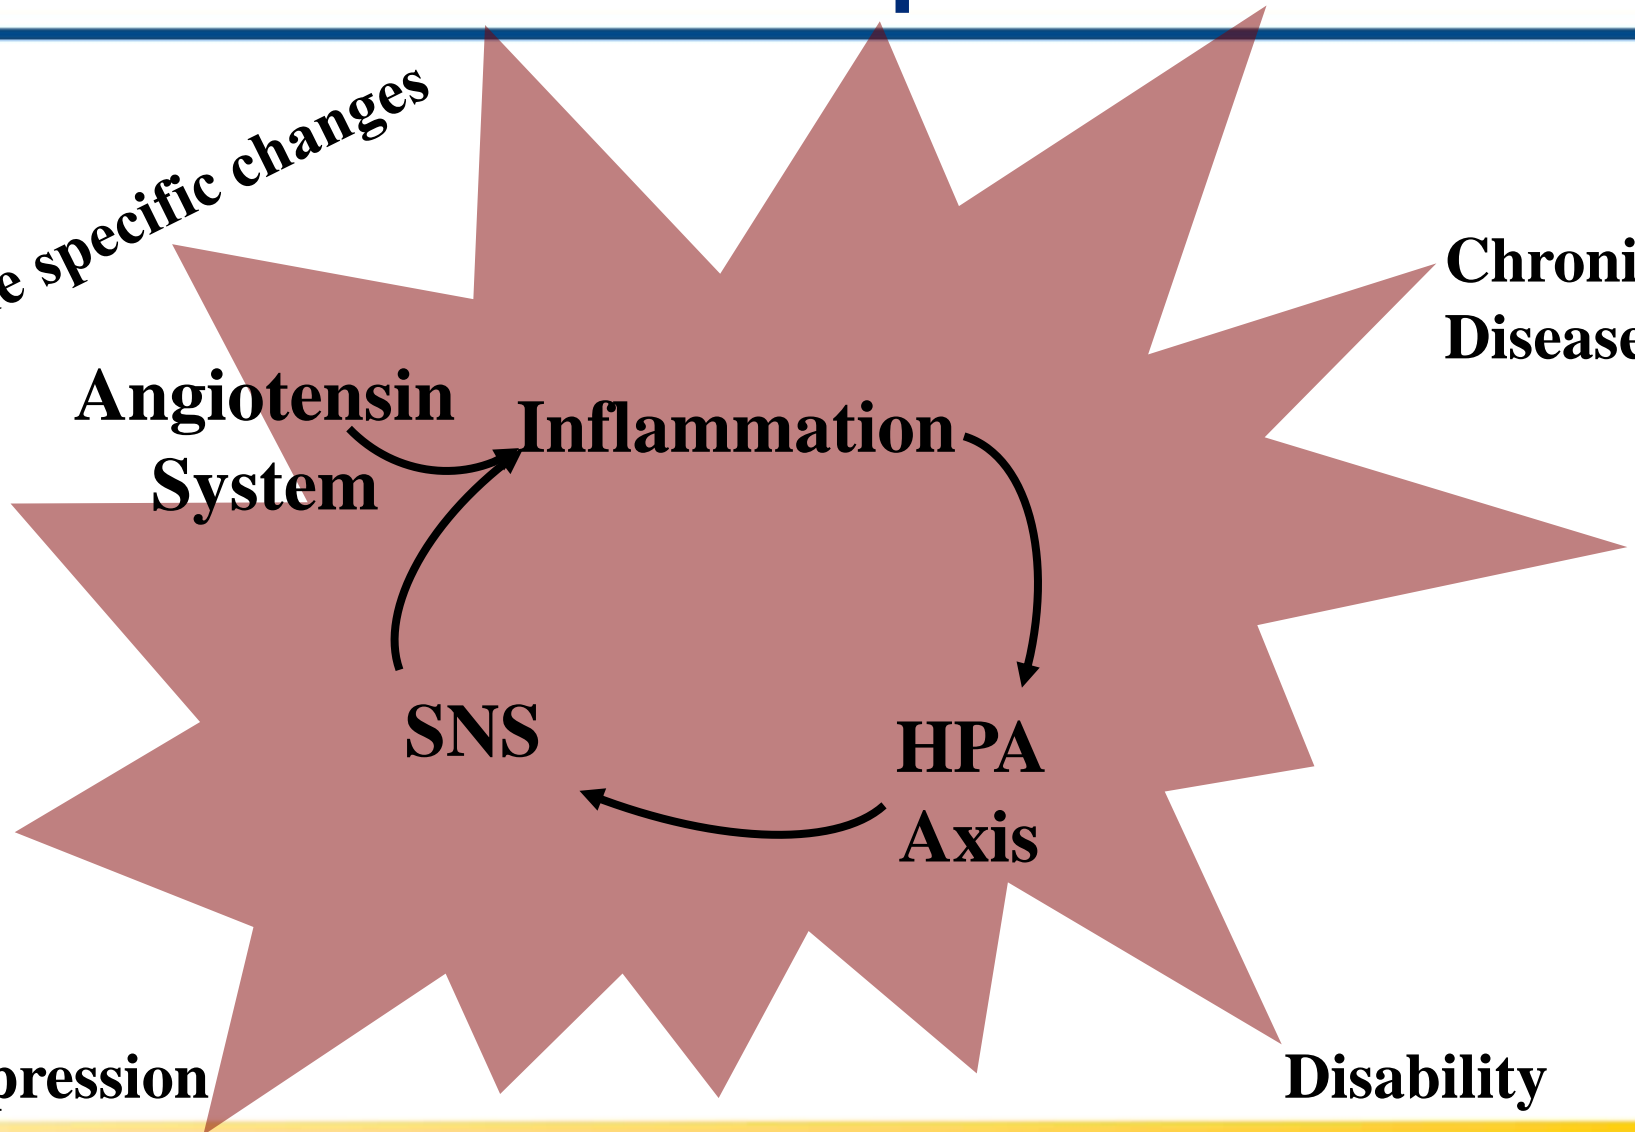 specific changes
Chroni
Disease
Angiotensin
System
Inflammation
SNS
HPA
Axis
pression
Disability